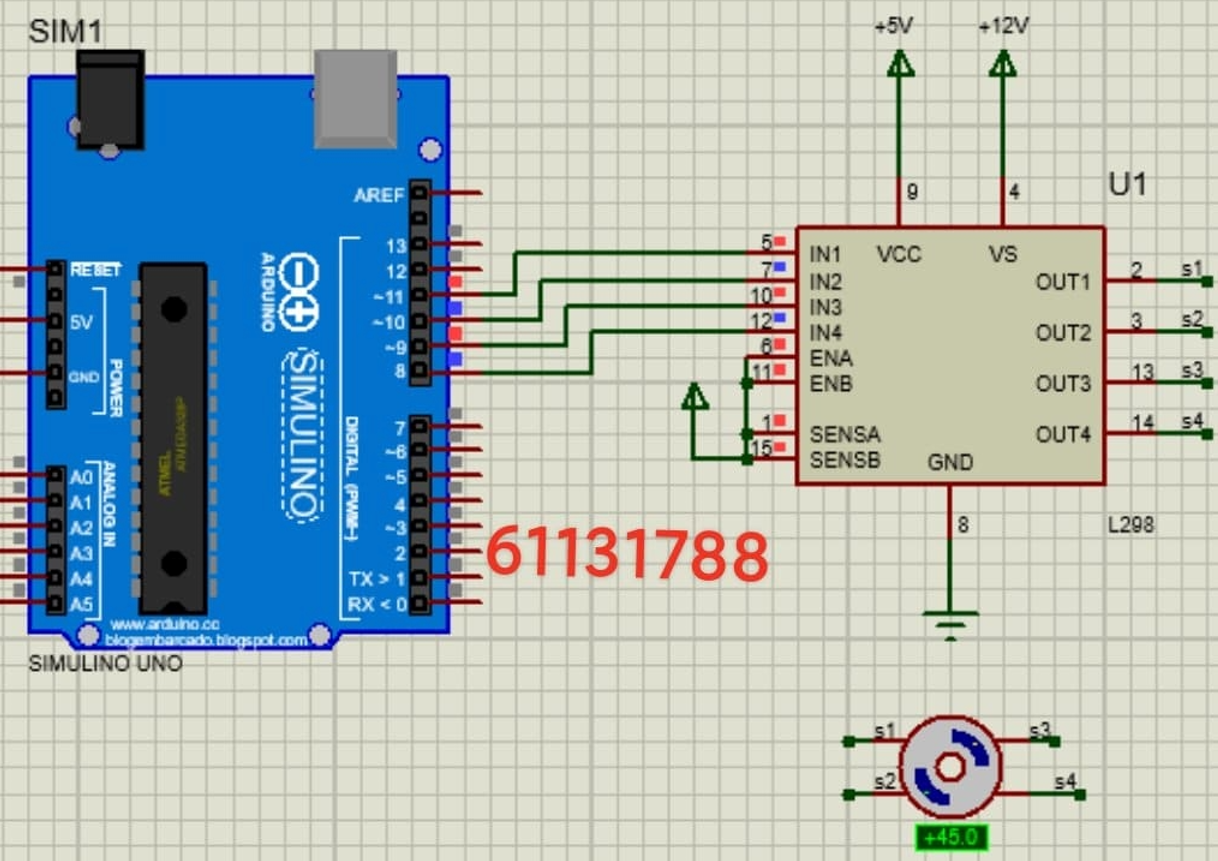 SIM1
+5V
+12V
U1
AREF
13
12
~11
~10
~9
8
7
~6
~5
4
~3
2
TX > 1
RX < 0
RESET
5V
GND
POWER
A0
A1
A2
A3
A4
A5
ANALOG IN
ARDUINO
SIMULINO
DIGITAL (PWM~)
ATMEL
ATMEGA328P
www.arduino.cc
blogembarcado.blogspot.com
SIMULINO UNO
9
4
5
7
10
12
6
11
1
15
IN1
IN2
IN3
IN4
ENA
ENB
SENSA
SENSB
VCC
VS
GND
OUT1
OUT2
OUT3
OUT4
2
3
13
14
s1
s2
s3
s4
8
L298
61131788
s1
s3
s2
s4
+45.0